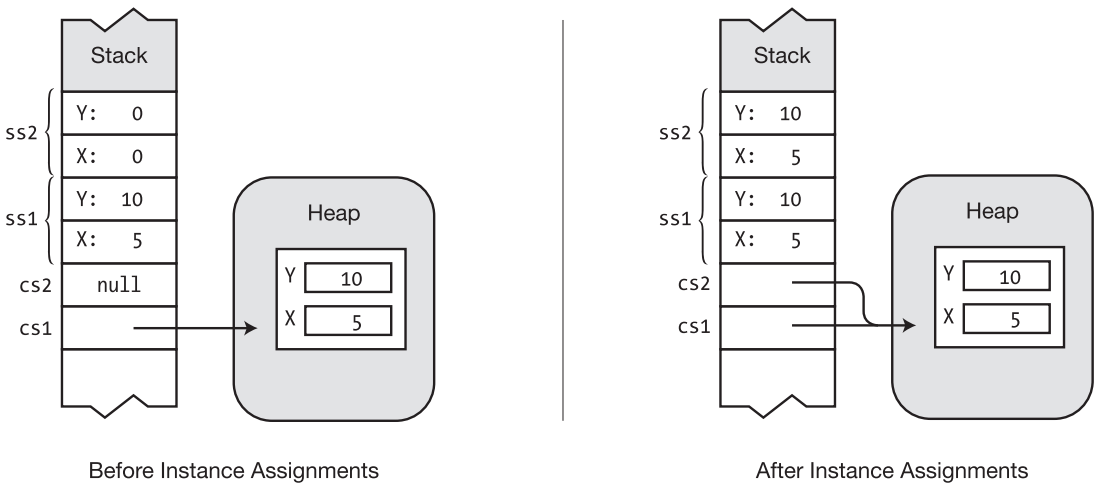 Stack
ss2
Y: 0
X: 0
ss1
Y: 10
X: 5
cs2
null
cs1
Heap
Y 10
X 5
Before Instance Assignments
Stack
ss2
Y: 10
X: 5
ss1
Y: 10
X: 5
cs2
cs1
Heap
Y 10
X 5
After Instance Assignments